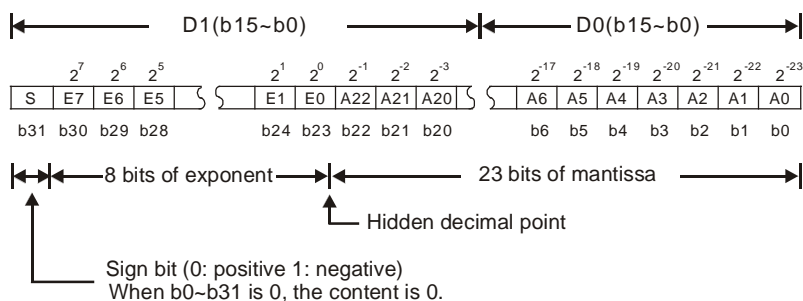 D1(b15~b0) D0(b15~b0)
2^7 2^6 2^5 2^1 2^0 2^-1 2^-2 2^-3 2^-17 2^-18 2^-19 2^-20 2^-21 2^-22 2^-23
S E7 E6 E5 E1 E0 A22 A21 A20 A6 A5 A4 A3 A2 A1 A0
b31 b30 b29 b28 b24 b23 b22 b21 b20 b6 b5 b4 b3 b2 b1 b0
8 bits of exponent 23 bits of mantissa
Hidden decimal point
Sign bit (0: positive 1: negative)
When b0~b31 is 0, the content is 0.